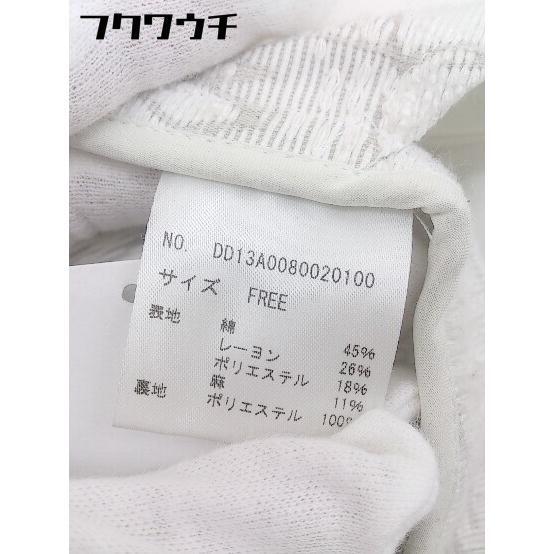 フクワウチ
NO. DD13A0080020100
サイズ FREE
表地 綿 45%
レーヨン 26%
ポリエステル 18%
麻 11%
裏地 ポリエステル 100%